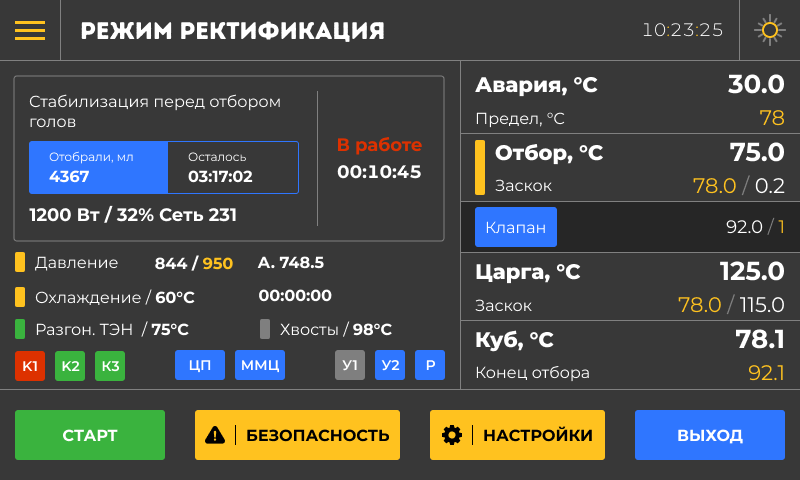 РЕЖИМ РЕКТИФИКАЦИЯ
10:23:25
Стабилизация перед отбором
голов
Отобрали, мл
4367
Осталось
03:17:02
1200 Вт / 32% Сеть 231
В работе
00:10:45
Давление 844 / 950 А. 748.5
Охлаждение / 60°C 00:00:00
Разгон. ТЭН / 75°C Хвосты / 98°C
К1 К2 К3 ЦП ММЦ У1 У2 Р
Авария, °C 30.0
Предел, °C 78
Отбор, °C 75.0
Заскок 78.0 / 0.2
Клапан 92.0 / 1
Царга, °C 125.0
Заскок 78.0 / 115.0
Куб, °C 78.1
Конец отбора 92.1
СТАРТ БЕЗОПАСНОСТЬ НАСТРОЙКИ ВЫХОД